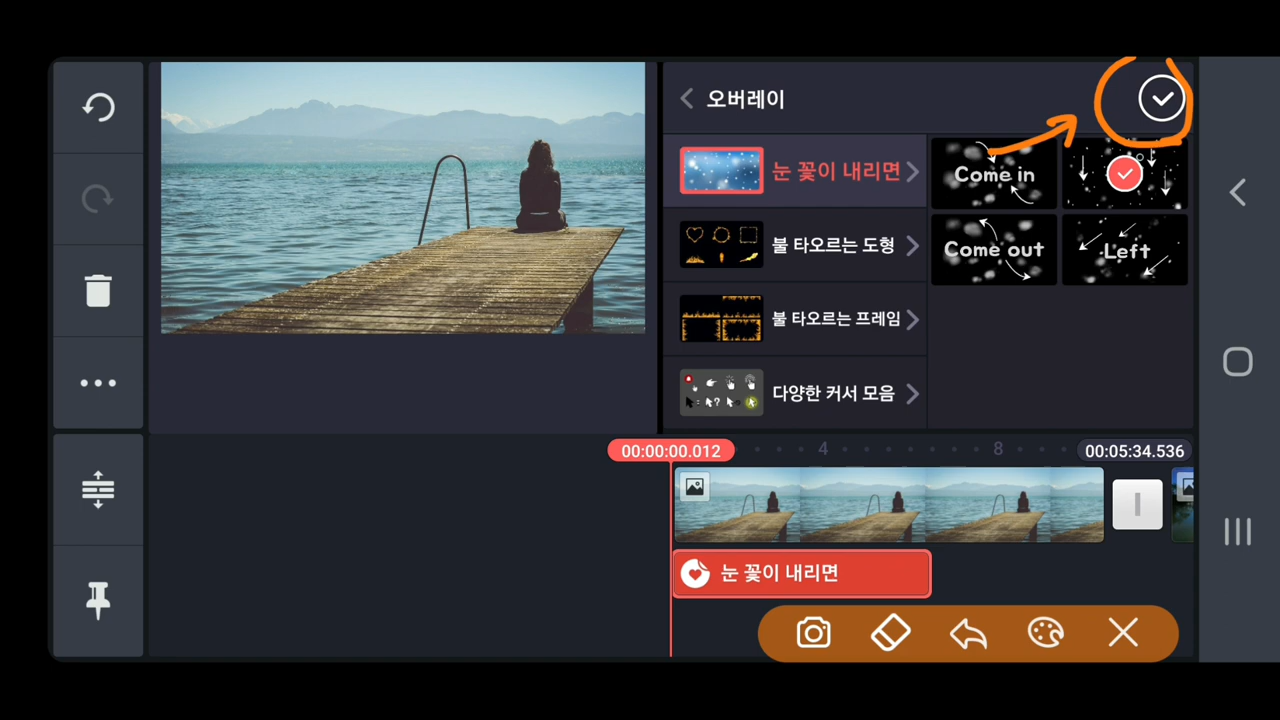 오버레이
눈 꽃이 내리면
불 타오르는 도형
불 타오르는 프레임
다양한 커서 모음
Come in
Come out
Left
00:00:00.012
4
8
00:05:34.536
눈 꽃이 내리면